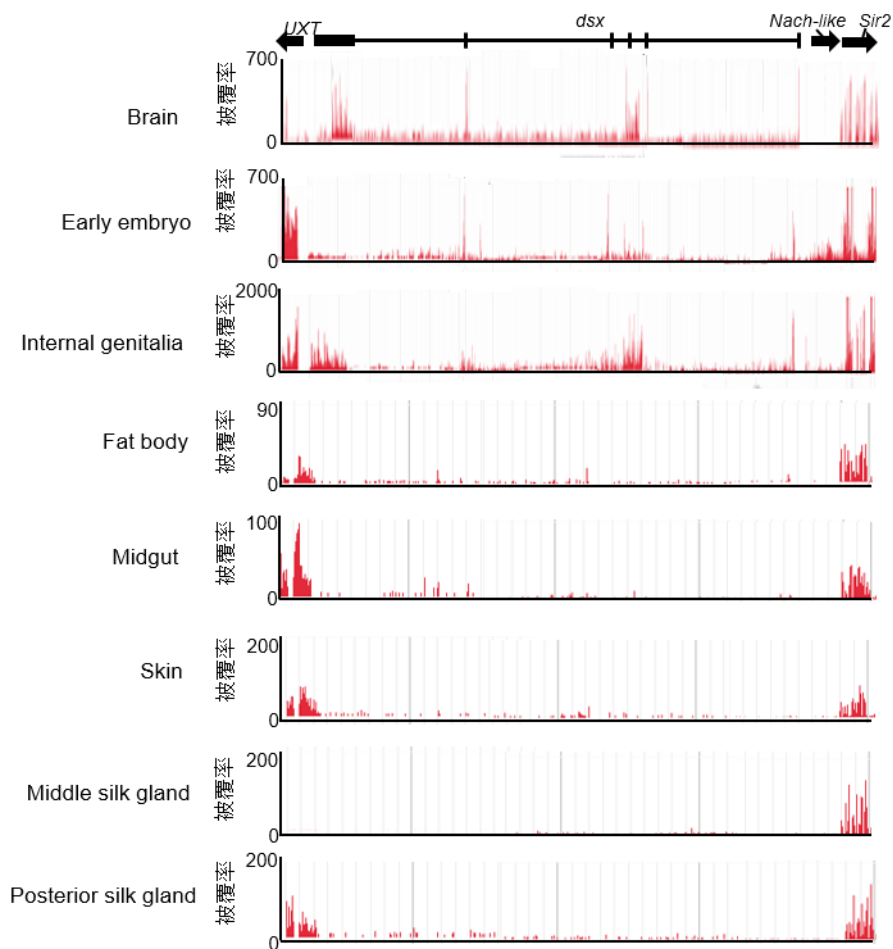 UXT dsx Nach-like Sir2
Brain 被覆率 700 0
Early embryo 被覆率 700 0
Internal genitalia 被覆率 2000 0
Fat body 被覆率 90 0
Midgut 被覆率 100 0
Skin 被覆率 200 0
Middle silk gland 被覆率 200 0
Posterior silk gland 被覆率 200 0